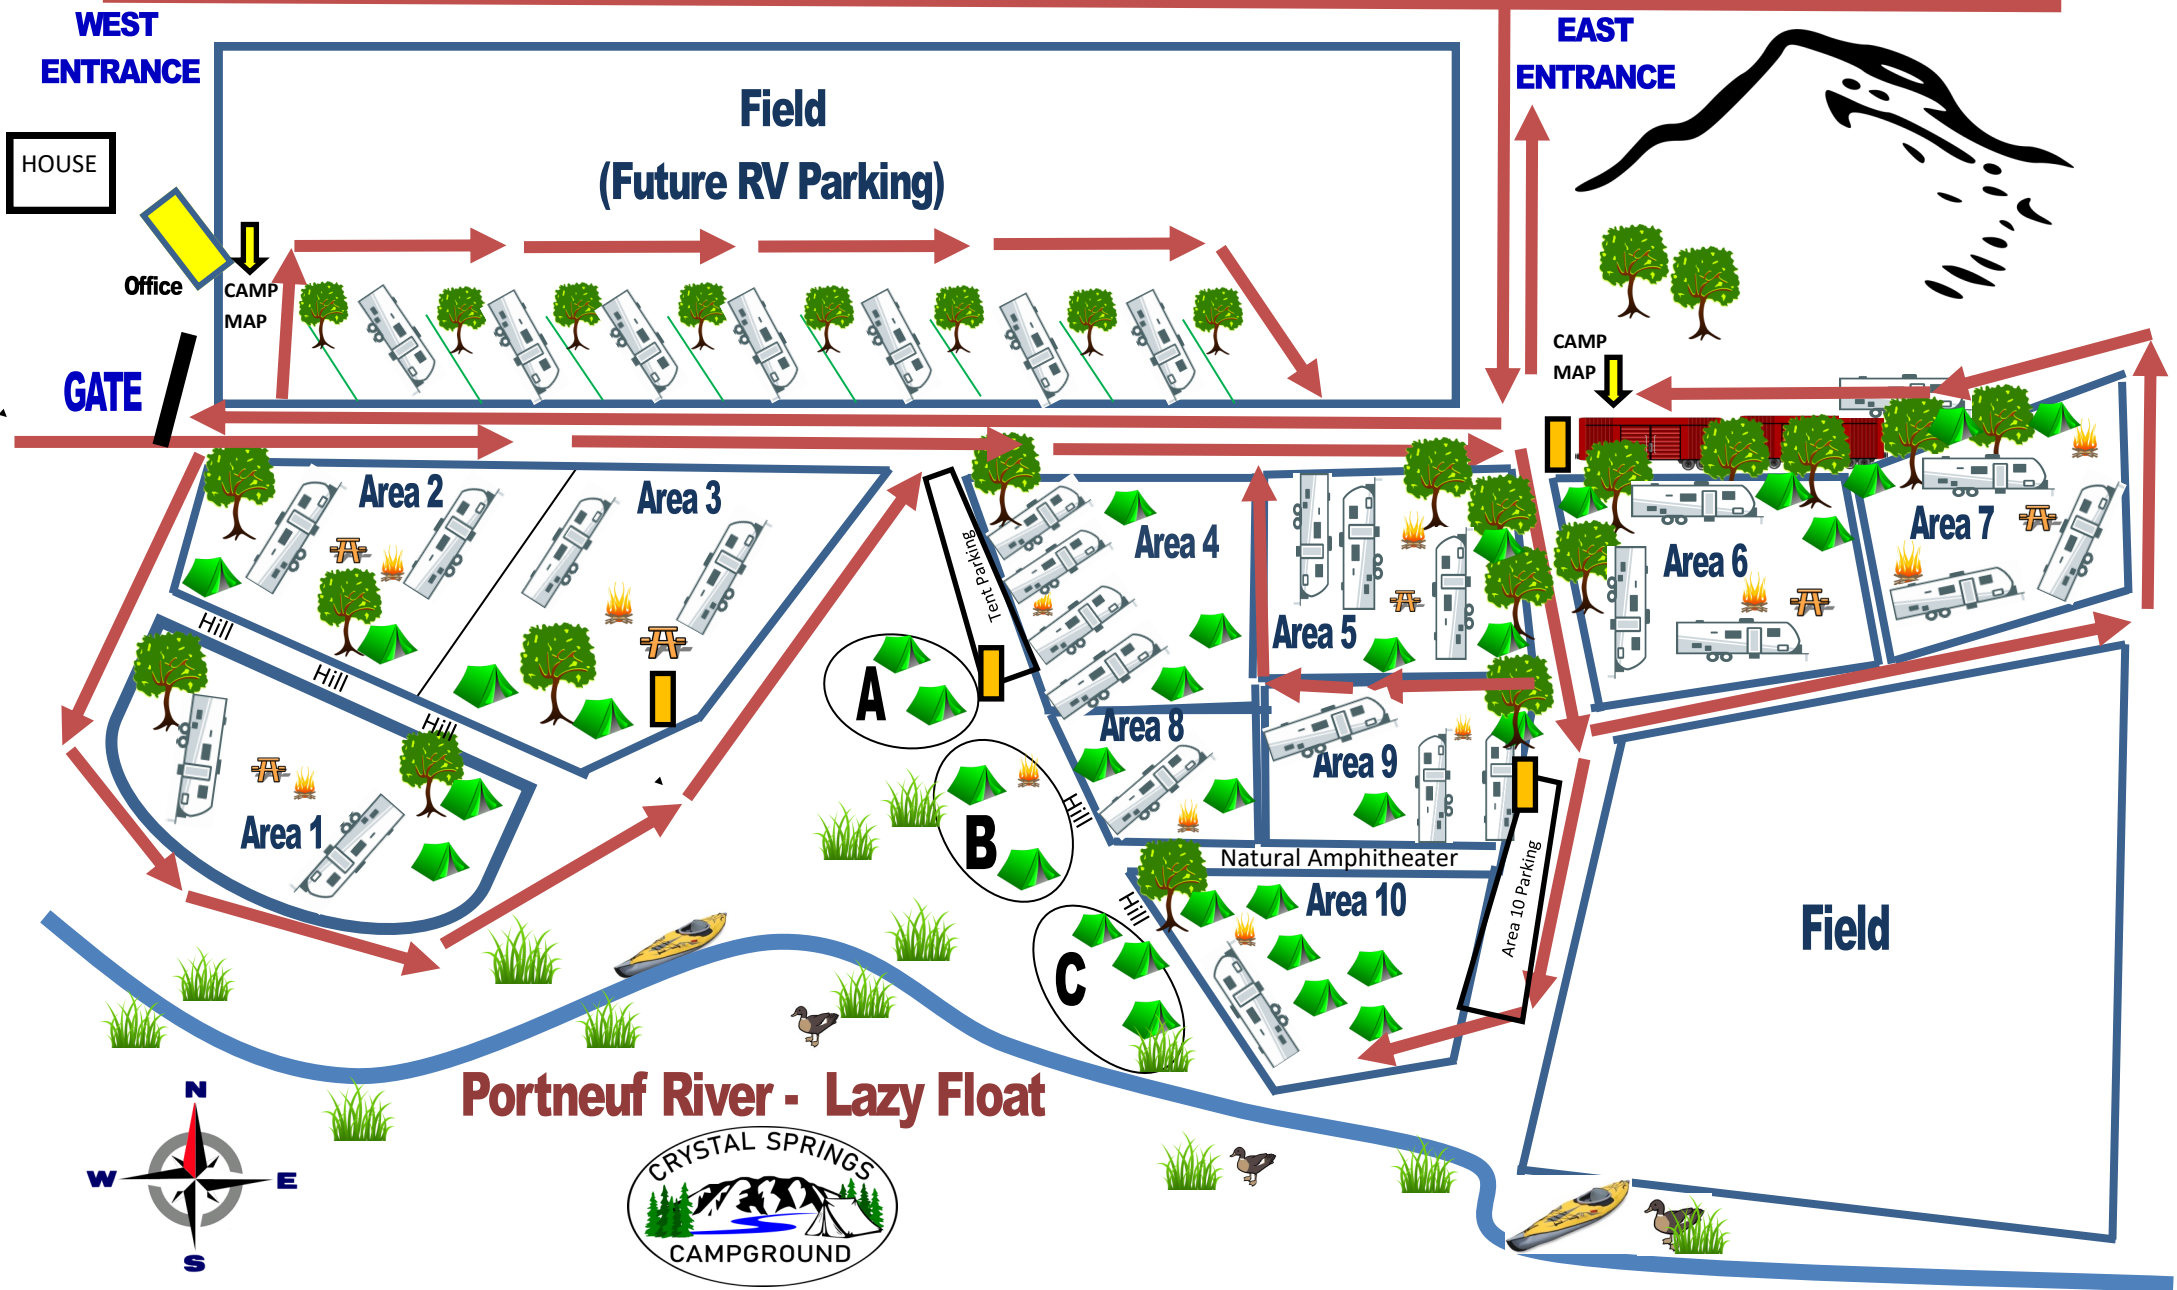 WEST
ENTRANCE
EAST
ENTRANCE
Field
(Future RV Parking)
HOUSE
Office
CAMP
MAP
GATE
CAMP
MAP
Area 2
Area 3
Tent Parking
Area 4
Area 5
Area 6
Area 7
Hill
Hill
Hill
A
Area 8
Area 9
Area 1
B
Hill
Natural Amphitheater
Hill
Area 10
Area 10 Parking
Field
C
Portneuf River - Lazy Float
N
W
E
S
CRYSTAL SPRINGS
CAMPGROUND